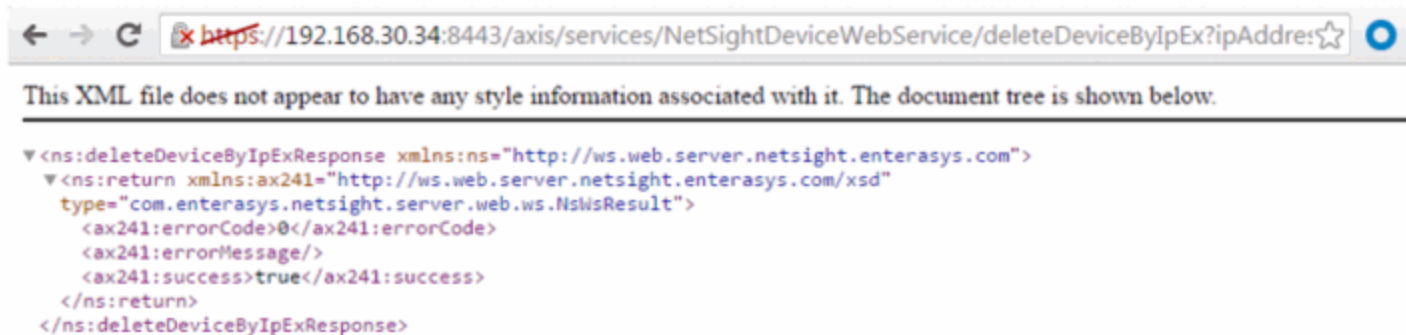 https://192.168.30.34:8443/axis/services/NetSightDeviceWebService/deleteDeviceByIpEx?ipAddres
This XML file does not appear to have any style information associated with it. The document tree is shown below.
▼<ns:deleteDeviceByIpExResponse xmlns:ns="http://ws.web.server.netsight.enterasys.com">
▼<ns:return xmlns:ax241="http://ws.web.server.netsight.enterasys.com/xsd"
type="com.enterasys.netsight.server.web.ws.NsWsResult">
<ax241:errorCode>0</ax241:errorCode>
<ax241:errorMessage/>
<ax241:success>true</ax241:success>
</ns:return>
</ns:deleteDeviceByIpExResponse>